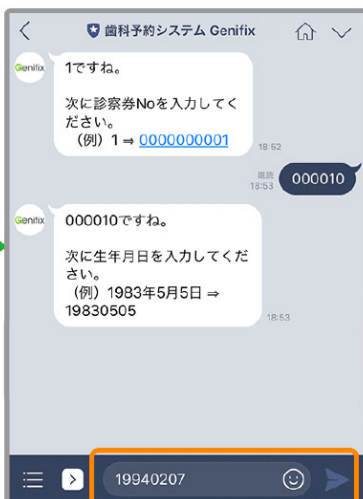 歯科予約システム Genifix
Genifix
1ですね。
次に診察券Noを入力してく
ださい。
（例）1 ⇒ 0000000001
18:52
既読
18:53
000010
Genifix
000010ですね。
次に生年月日を入力してくだ
さい。
（例）1983年5月5日 ⇒
19830505
18:53
19940207